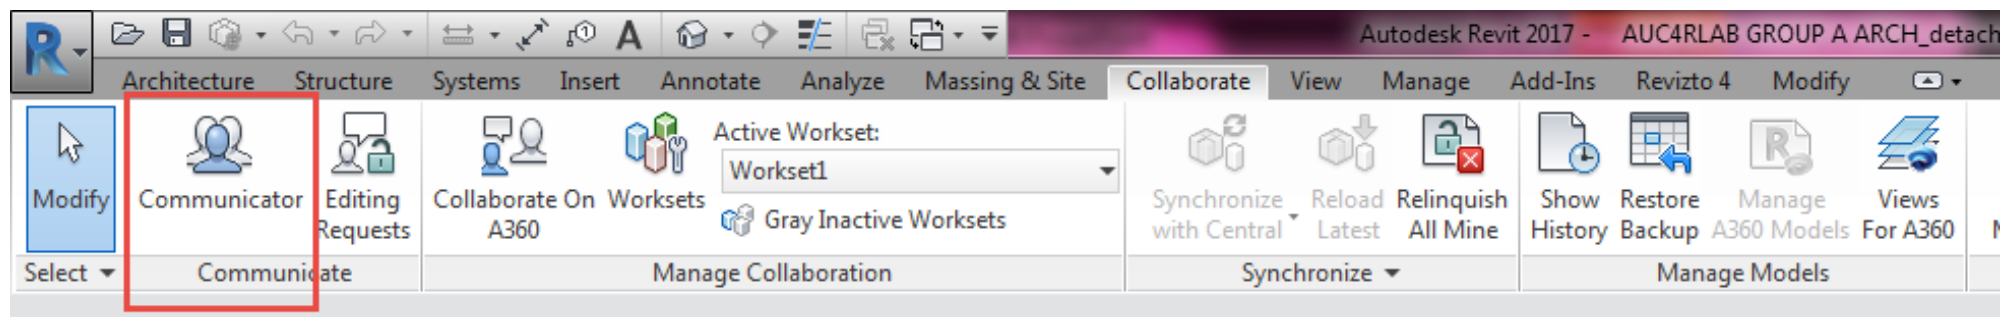 Autodesk Revit 2017 - AUC4RLAB GROUP A ARCH_detach
Architecture Structure Systems Insert Annotate Analyze Massing & Site Collaborate View Manage Add-Ins Revizto 4 Modify
Modify
Communicator
Editing
Requests
Collaborate On
A360
Worksets
Active Workset:
Workset1
Gray Inactive Worksets
Synchronize
with Central
Reload
Latest
Relinquish
All Mine
Show
History
Restore
Backup
Manage
A360 Models
Views
For A360
Select Communicate Manage Collaboration Synchronize Manage Models